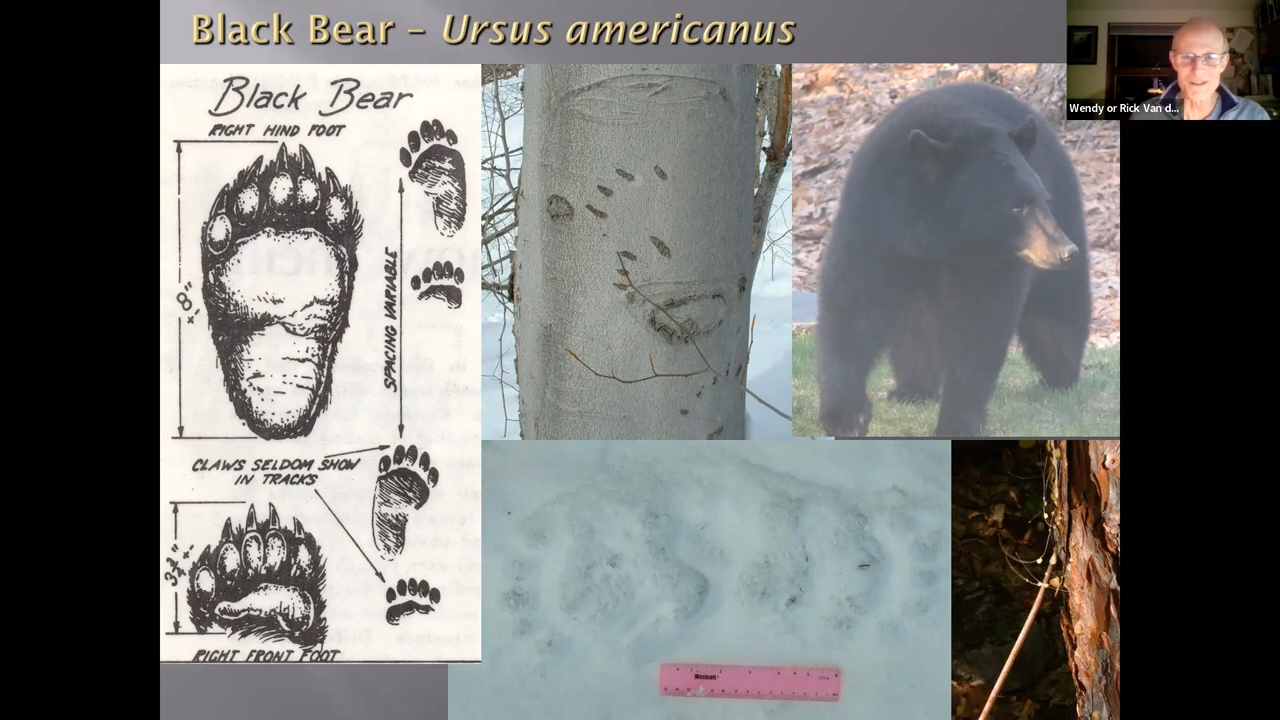 Black Bear – Ursus americanus
Wendy or Rick Van d...
Black Bear
RIGHT HIND FOOT
8"
SPACING VARIABLE
CLAWS SELDOM SHOW
IN TRACKS
RIGHT FRONT FOOT
Westcott